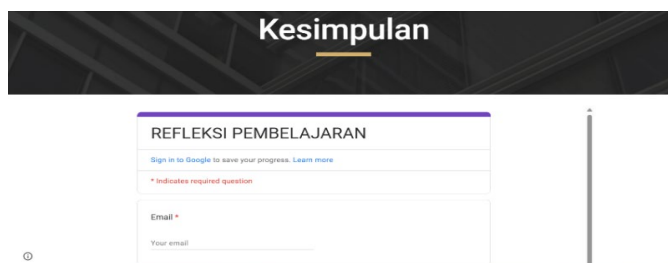 Kesimpulan
REFLEKSI PEMBELAJARAN
Sign in to Google to save your progress. Learn more
* Indicates required question
Email *
Your email